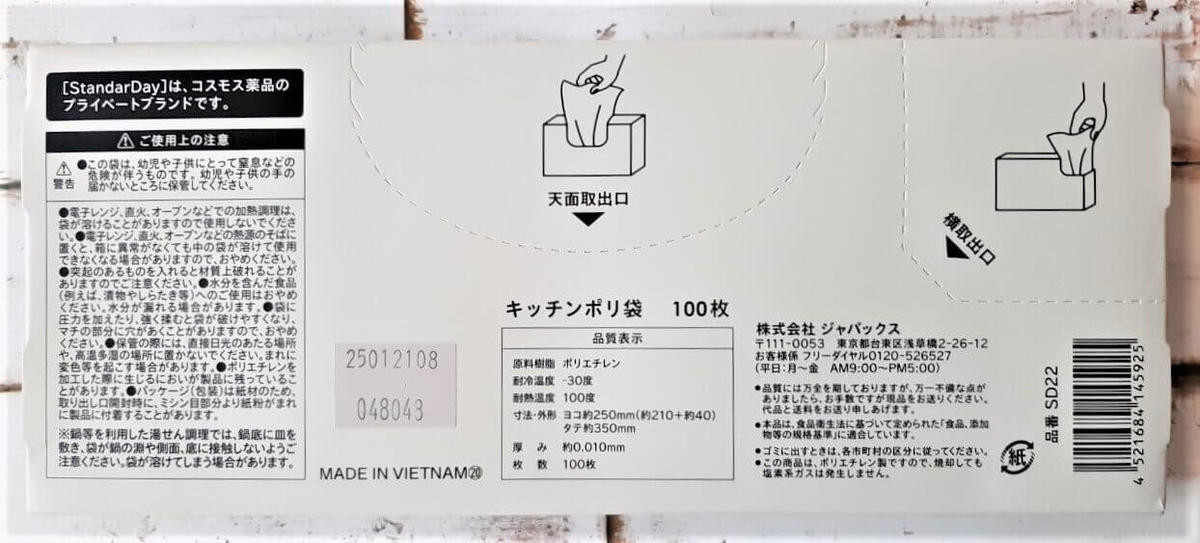 [StandarDay]は、コスモス薬品の
プライベートブランドです。
ご使用上の注意
警告
●この袋は、幼児や子供にとって窒息などの
危険が伴うものです。幼児や子供の手の
届かないところに保管してください。
●電子レンジ、直火、オーブンなどでの加熱調理は、
袋が溶けることがありますので使用しないでくださ
い。●電子レンジ、直火、オーブンなどの熱源のそばに
置くと、箱に異常がなくても中の袋が溶けて使用
できなくなる場合がありますので、おやめください。
●突起のあるものを入れると材質上破れることが
ありますのでご注意ください。●水分を含んだ食品
(例えば、漬物やしらたき等)へのご使用はおやめ
ください。水分が漏れる場合があります。●袋に
圧力を加えたり、強く揉むと袋が破けやすくなり、
マチの部分に穴があくことがありますので、おやめ
ください。●保管の際には、直接日光のあたる場所
や、高温多湿の場所に置かないでください。まれに
変色等を起こす場合があります。●ポリエチレンを
加工した際に生じるにおいが製品に残っているこ
とがあります。●パッケージ(包装)は紙材のため、
取り出し口開封時に、ミシン目部分より紙粉がまれ
に製品に付着することがあります。
※鍋等を利用した湯せん調理では、鍋底に皿を
敷き、袋が鍋の淵や側面、底に接触しないようご
注意ください。袋が溶けてしまう場合があります。
天面取出口
横取出口
25012108
048043
MADE IN VIETNAM⑳
キッチンポリ袋 100枚
品質表示
原料樹脂 ポリエチレン
耐冷温度 -30度
耐熱温度 100度
寸法・外形 ヨコ約250mm(約210+約40)
タテ約350mm
厚み 約0.010mm
枚数 100枚
株式会社 ジャパックス
〒111-0053 東京都台東区浅草橋2-26-12
お客様係 フリーダイヤル0120-526527
(平日:月〜金 AM9:00〜PM5:00)
●品質には万全を期しておりますが、万一不備な点が
ありましたら、お手数ですが現品をお送りください。
代品と送料をお送り申しあげます。
●本品は、食品衛生法に基づいて定められた「食品、添加
物等の規格基準」に適合しています。
●ゴミに出すときは、各市町村の区分に従ってください。
●この商品は、ポリエチレン製ですので、焼却しても
塩素系ガスは発生しません。
紙
品番 SD22
4 521684 145925